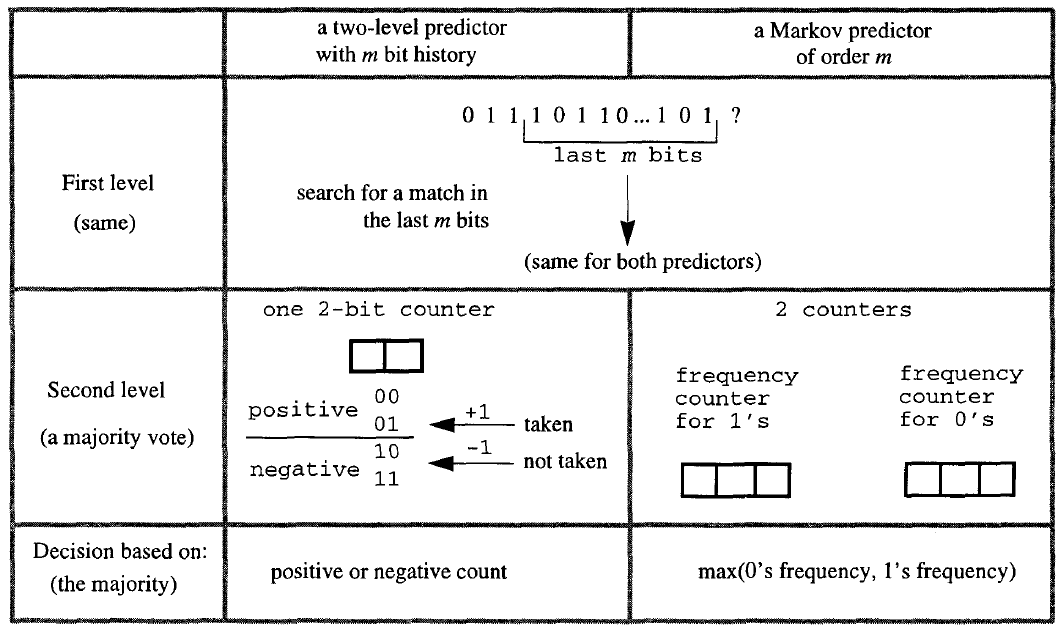 a two-level predictor
with m bit history
a Markov predictor
of order m
First level
(same)
0 1 1 1 0 1 1 0 ... 1 0 1 ?
last m bits
search for a match in
the last m bits
(same for both predictors)
Second level
(a majority vote)
one 2-bit counter
positive
00
01
+1
taken
negative
10
11
-1
not taken
2 counters
frequency
counter
for 1's
frequency
counter
for 0's
Decision based on:
(the majority)
positive or negative count
max(0's frequency, 1's frequency)